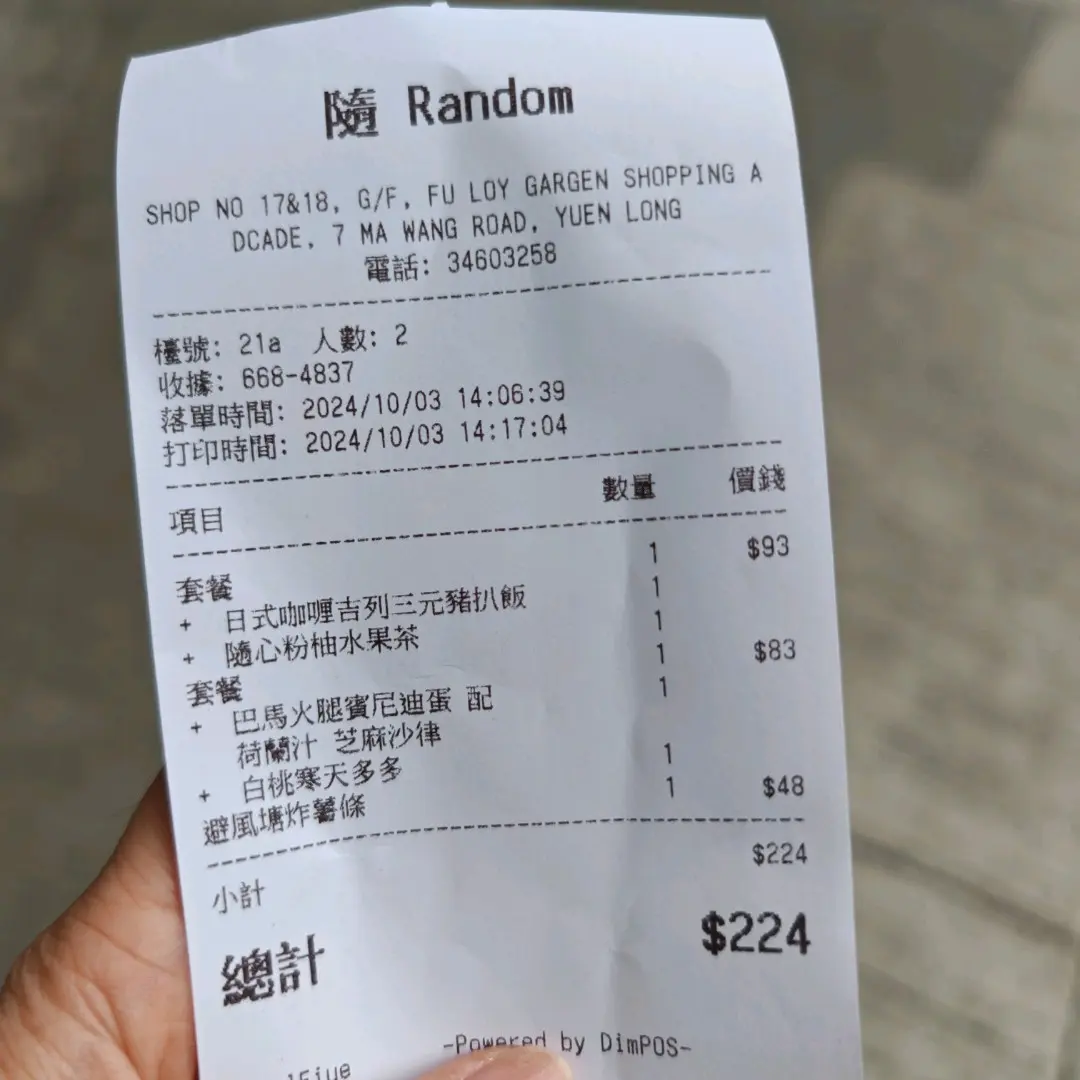 隨 Random
SHOP NO 17&18, G/F, FU LOY GARGEN SHOPPING A
DCADE, 7 MA WANG ROAD, YUEN LONG
電話: 34603258
檯號: 21a 人數: 2
收據: 668-4837
落單時間: 2024/10/03 14:06:39
打印時間: 2024/10/03 14:17:04
項目 數量 價錢
套餐 1 $93
+ 日式咖喱吉列三元豬扒飯 1
+ 隨心粉柚水果茶 1
套餐 1 $83
+ 巴馬火腿賓尼迪蛋 配 1
荷蘭汁 芝麻沙律
+ 白桃寒天多多 1
避風塘炸薯條 1 $48
小計 $224
總計 $224
-Powered by DimPOS-